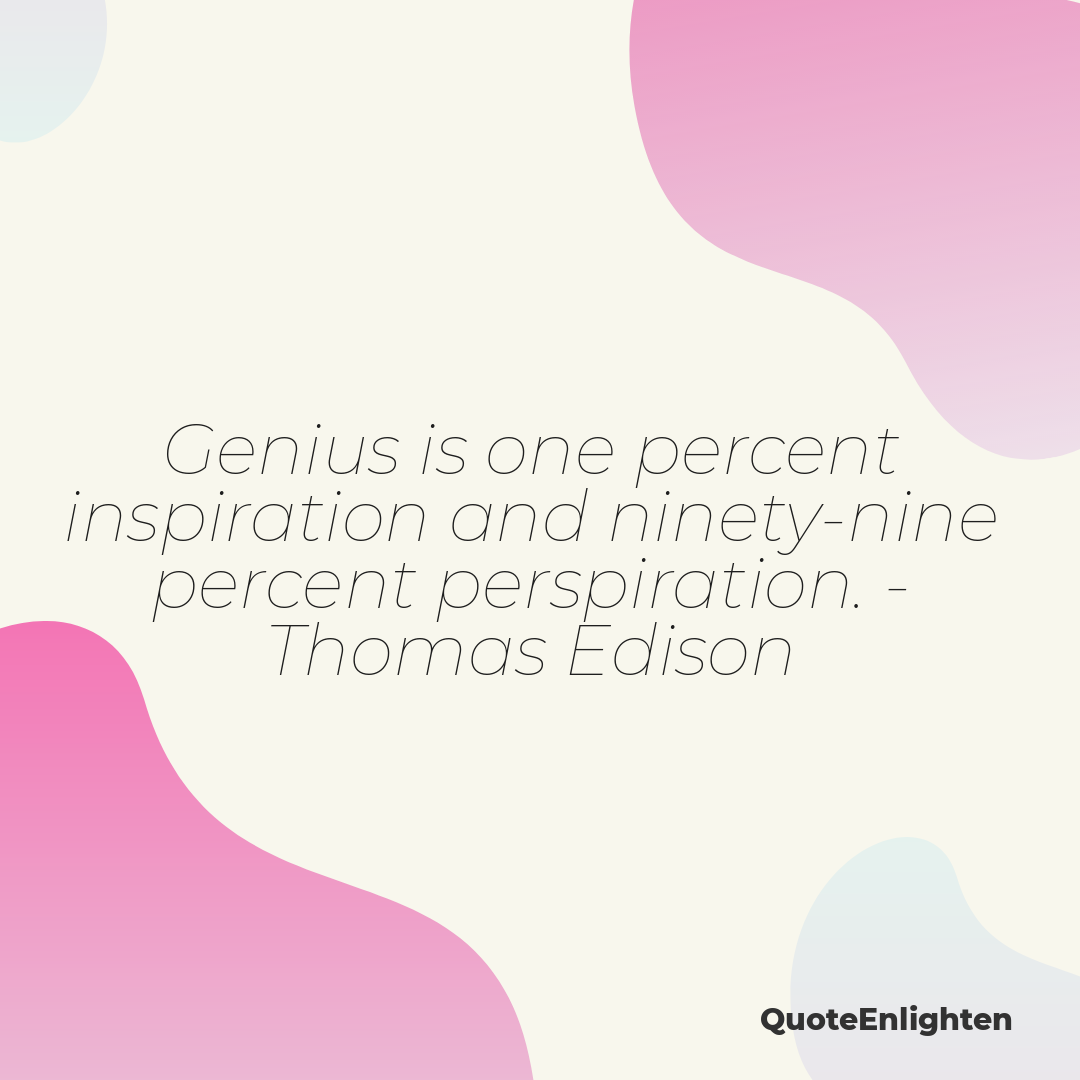 Genius is one percent
inspiration and ninety-nine
percent perspiration. -
Thomas Edison
QuoteEnlighten